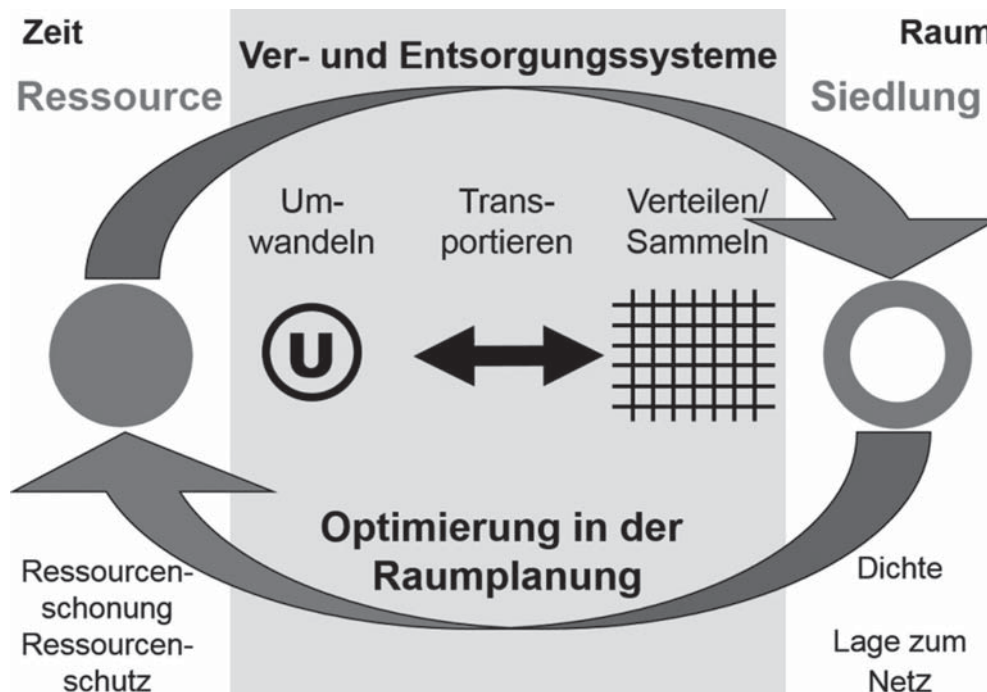 Zeit
Raum
Ver- und Entsorgungssysteme
Ressource
Siedlung
Um-
wandeln
Trans-
portieren
Verteilen/
Sammeln
U
Optimierung in der
Raumplanung
Ressourcen-
schonung
Ressourcen-
schutz
Dichte
Lage zum
Netz